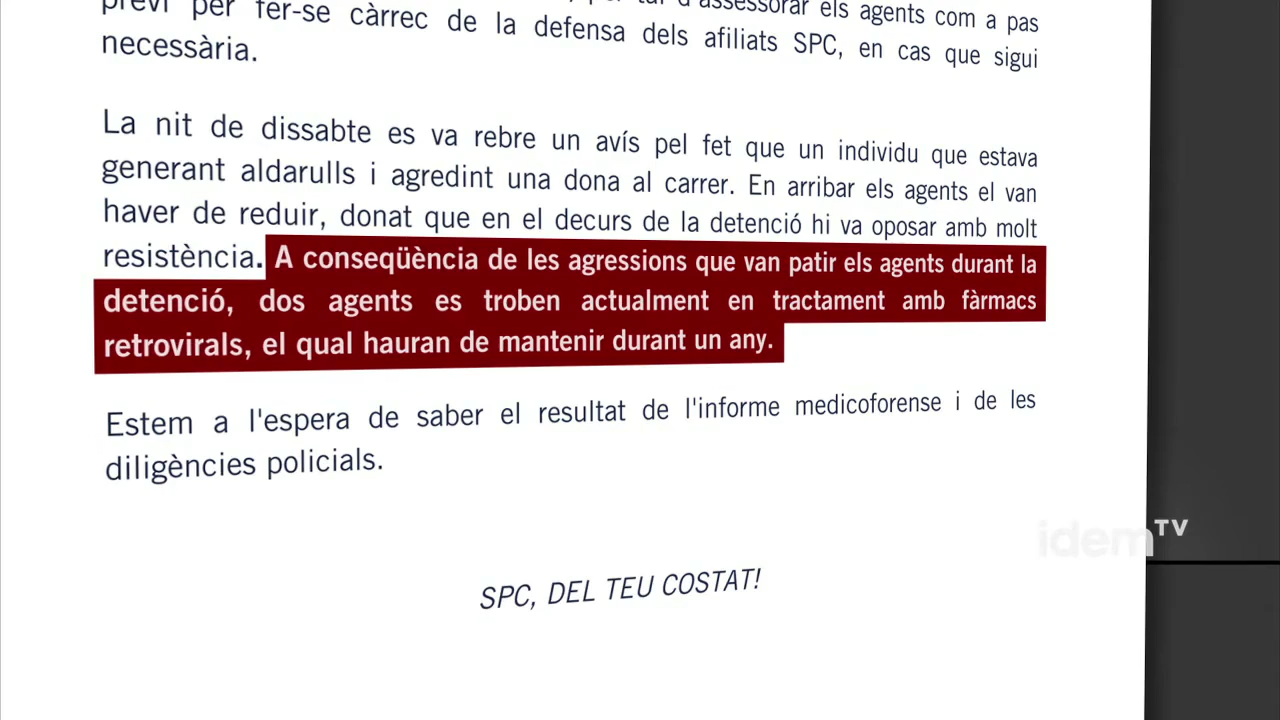 previ per fer-se càrrec de la defensa dels afiliats SPC, en cas que sigui
necessària.
La nit de dissabte es va rebre un avís pel fet que un individu que estava
generant aldarulls i agredint una dona al carrer. En arribar els agents el van
haver de reduir, donat que en el decurs de la detenció hi va oposar amb molt
resistència. A conseqüència de les agressions que van patir els agents durant la
detenció, dos agents es troben actualment en tractament amb fàrmacs
retrovirals, el qual hauran de mantenir durant un any.
Estem a l'espera de saber el resultat de l'informe medicoforense i de les
diligències policials.
SPC, DEL TEU COSTAT!
idemTV